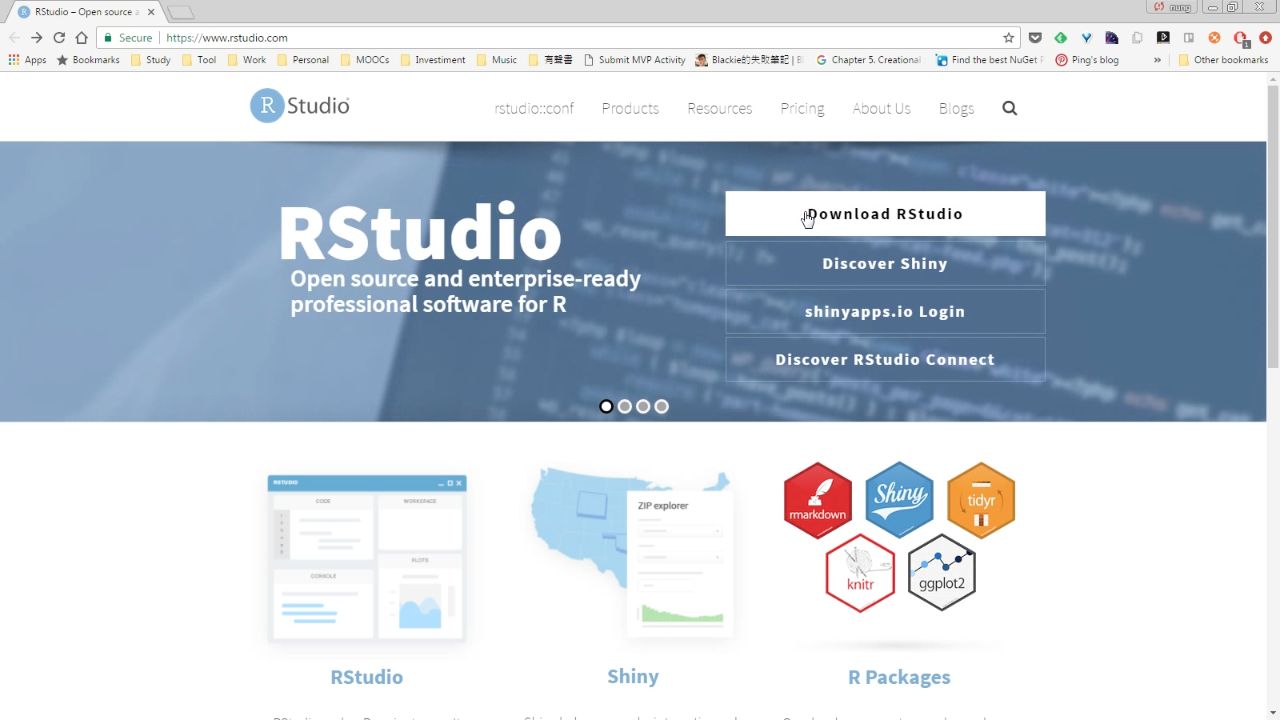 RStudio – Open source a
nung
Secure
https://www.rstudio.com
Apps
Bookmarks
Study
Tool
Work
Personal
MOOCs
Investiment
Music
有聲書
Submit MVP Activity
Blackie的失敗筆記 | B
Chapter 5. Creational
Find the best NuGet P
Ping's blog
»
Other bookmarks
R Studio
rstudio::conf
Products
Resources
Pricing
About Us
Blogs
RStudio
Open source and enterprise-ready
professional software for R
Download RStudio
Discover Shiny
shinyapps.io Login
Discover RStudio Connect
RSTUDIO
CODE
WORKSPACE
PLOTS
CONSOLE
ZIP explorer
rmarkdown
Shiny
tidyr
knitr
ggplot2
RStudio
Shiny
R Packages